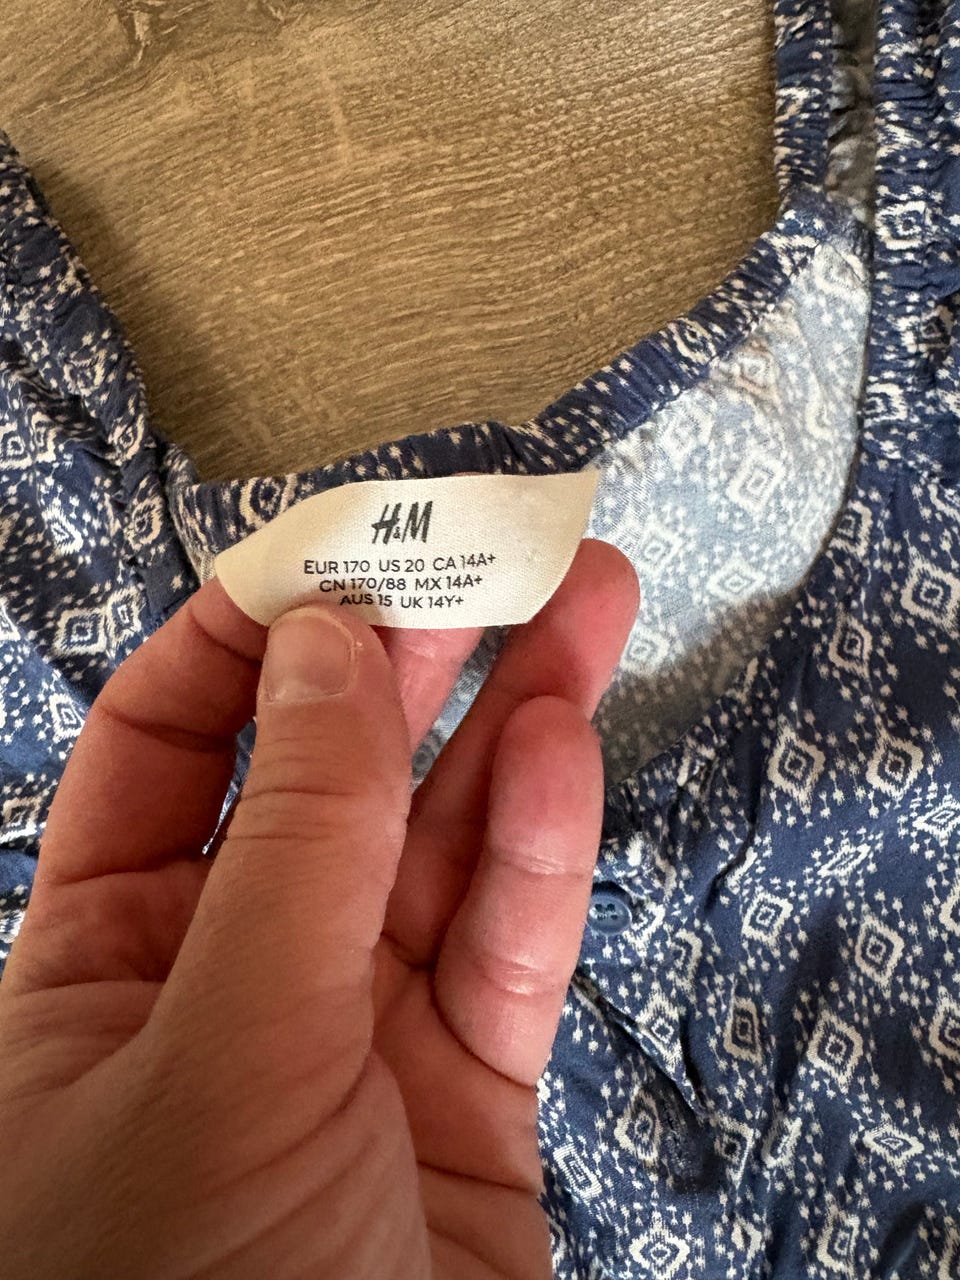 H&M
EUR 170 US 20 CA 14A+
CN 170/88 MX 14A+
AUS 15 UK 14Y+